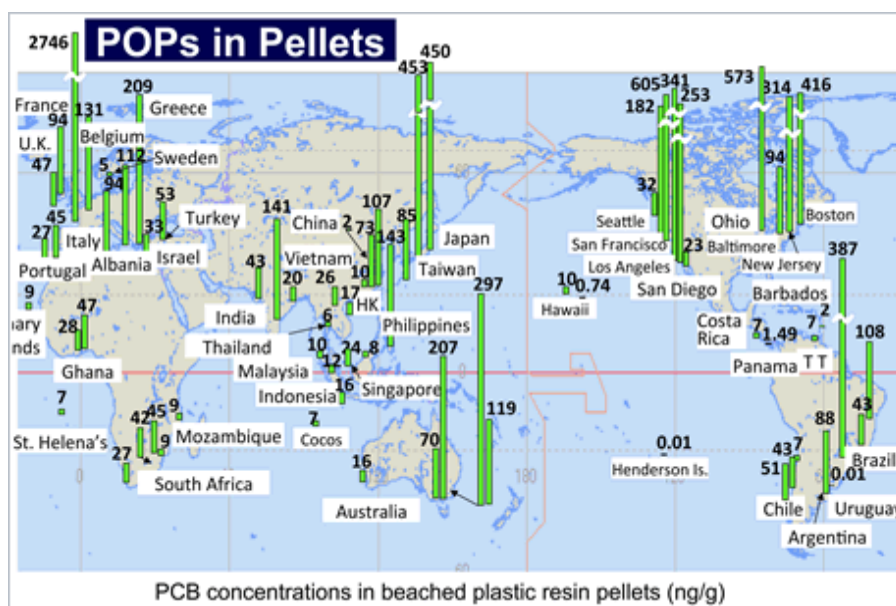 POPs in Pellets
2746
450
453
209
France
94
131
Greece
U.K.
Belgium
47
5
112
Sweden
94
53
45
27
Italy
33
Turkey
Portugal
Albania
Israel
141
China
107
2
73
143
85
Japan
Vietnam
10
Taiwan
43
20
26
17
HK
297
India
Philippines
9
nary
nds
47
28
Ghana
Thailand
6
10
12
24
8
207
Malaysia
Singapore
Indonesia
16
7
Cocos
119
7
St. Helena's
42
45
9
9
Mozambique
27
South Africa
16
70
Australia
0
180
120
60
60
0
605
341
573
314
416
182
253
94
32
Seattle
Ohio
Boston
San Francisco
Baltimore
New Jersey
Los Angeles
23
387
San Diego
Barbados
10
0.74
Hawaii
Costa
Rica
7
1.49
7
2
Panama
T T
108
0.01
Henderson Is.
88
43
43
7
51
Brazil
0.01
Chile
Uruguay
Argentina
PCB concentrations in beached plastic resin pellets (ng/g)